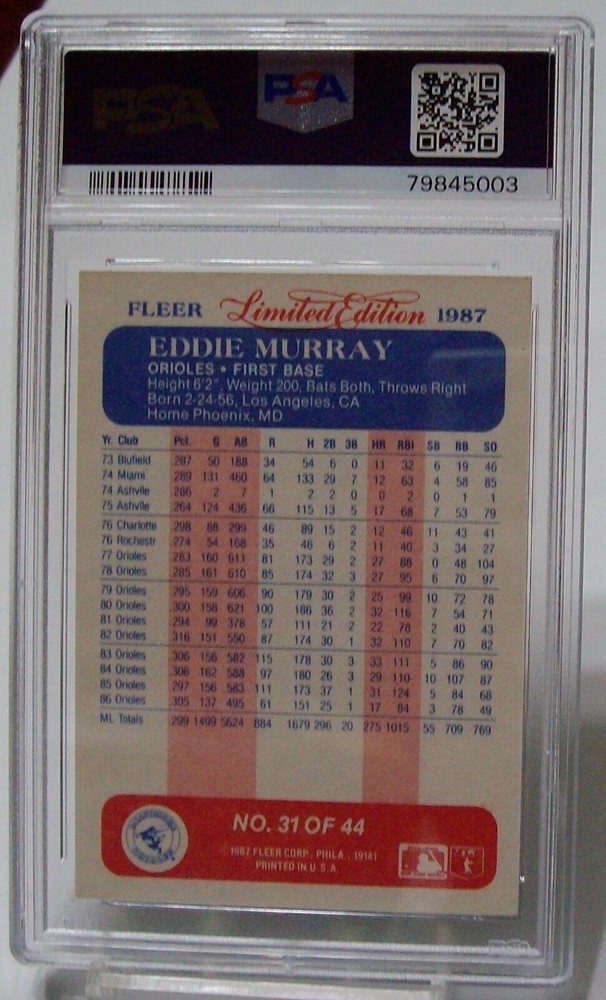 PSA PSA
79845003
FLEER Limited Edition 1987
EDDIE MURRAY
ORIOLES • FIRST BASE
Height 6'2", Weight 200, Bats Both, Throws Right
Born 2-24-56, Los Angeles, CA
Home Phoenix, MD
Yr. Club Pct. G AB R H 2B 3B HR RBI SB BB SO
73 Blufield 287 50 188 34 54 6 0 11 32 6 19 46
74 Miami 289 131 460 64 133 29 7 12 63 4 58 85
74 Ashvlle 286 2 7 1 2 2 0 0 2 0 1 1
75 Ashvlle 264 124 436 66 115 13 5 17 68 7 53 79
76 Charlotte 298 88 299 46 89 15 2 12 46 11 43 41
76 Rochestr 274 54 168 35 46 6 2 11 40 3 34 27
77 Orioles 283 160 611 81 173 29 2 27 88 0 48 104
78 Orioles 285 161 610 85 174 32 3 27 95 6 70 97
79 Orioles 295 159 606 90 179 30 2 25 99 10 72 78
80 Orioles 300 158 621 100 186 36 2 32 116 7 54 71
81 Orioles 294 99 378 57 111 21 2 22 78 2 40 43
82 Orioles 316 151 550 87 174 30 1 32 110 7 70 82
83 Orioles 306 156 582 115 178 30 3 33 111 5 86 90
84 Orioles 306 162 588 97 180 26 3 29 110 10 107 87
85 Orioles 297 156 583 111 173 37 1 31 124 5 84 68
86 Orioles 305 137 495 61 151 25 1 17 84 3 78 49
ML Totals 299 1499 5624 884 1679 296 20 275 1015 55 709 769
NO. 31 OF 44
1987 FLEER CORP., PHILA., 19141
PRINTED IN U.S.A.
PSA